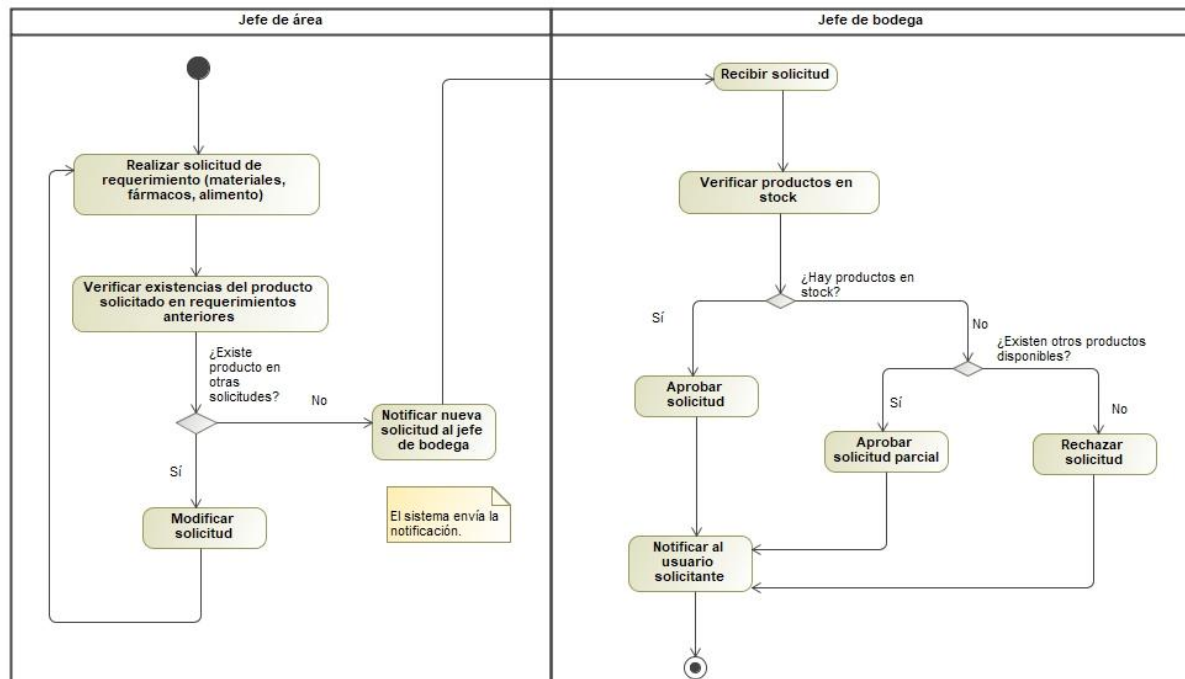 Jefe de área
Jefe de bodega
Realizar solicitud de
requerimiento (materiales,
fármacos, alimento)
Verificar existencias del producto
solicitado en requerimientos
anteriores
¿Existe
producto en
otras
solicitudes?
No
Notificar nueva
solicitud al jefe
de bodega
Sí
Modificar
solicitud
El sistema envía la
notificación.
Recibir solicitud
Verificar productos en
stock
¿Hay productos en
stock?
Sí
No
¿Existen otros productos
disponibles?
Aprobar
solicitud
Sí
No
Aprobar
solicitud parcial
Rechazar
solicitud
Notificar al
usuario
solicitante